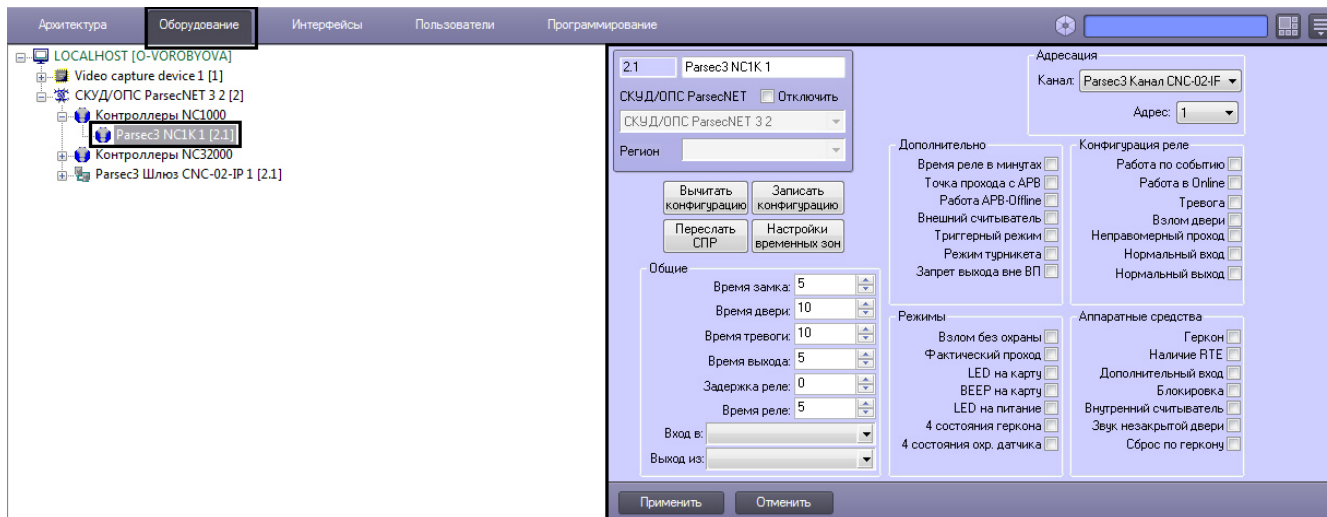 Архитектура Оборудование Интерфейсы Пользователи Программирование
LOCALHOST [O-VOROBYOVA]
Video capture device 1 [1]
СКУД/ОПС ParsecNET 3 2 [2]
Контроллеры NC1000
Parsec3 NC1K 1 [2.1]
Контроллеры NC32000
Parsec3 Шлюз CNC-02-IP 1 [2.1]
2.1 Parsec3 NC1K 1
СКУД/ОПС ParsecNET Отключить
СКУД/ОПС ParsecNET 3 2
Регион
Адресация
Канал: Parsec3 Канал CNC-02-IF
Адрес: 1
Вычитать конфигурацию
Записать конфигурацию
Переслать СПР
Настройки временных зон
Общие
Время замка: 5
Время двери: 10
Время тревоги: 10
Время выхода: 5
Задержка реле: 0
Время реле: 5
Вход в:
Выход из:
Дополнительно
Время реле в минутах
Точка прохода с APB
Работа APB-Offline
Внешний считыватель
Триггерный режим
Режим турникета
Запрет выхода вне ВП
Конфигурация реле
Работа по событию
Работа в Online
Тревога
Взлом двери
Неправомерный проход
Нормальный вход
Нормальный выход
Режимы
Взлом без охраны
Фактический проход
LED на карту
BEEP на карту
LED на питание
4 состояния геркона
4 состояния охр. датчика
Аппаратные средства
Геркон
Наличие RTE
Дополнительный вход
Блокировка
Внутренний считыватель
Звук незакрытой двери
Сброс по геркону
Применить Отменить